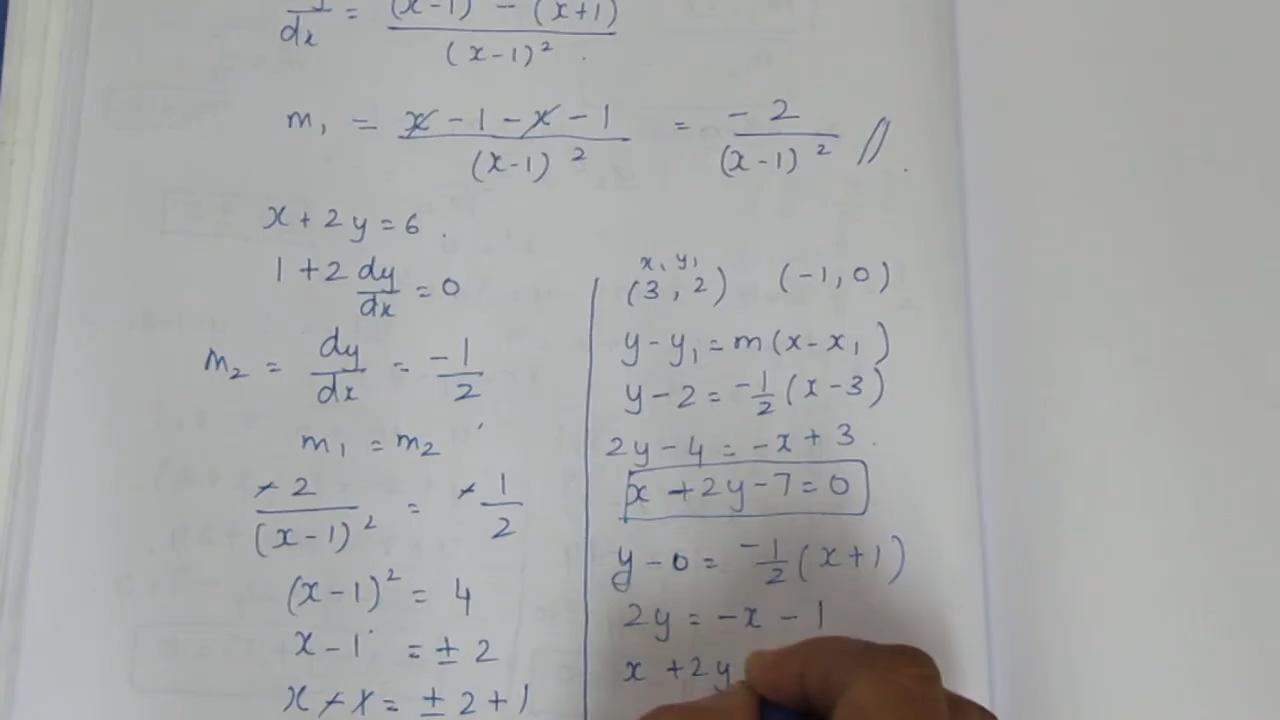 dx = (x-1) - (x+1) / (x-1)²
m₁ = x - 1 - x - 1 / (x-1)² = -2 / (x-1)² //.
x + 2y = 6.
1 + 2 dy/dx = 0
m₂ = dy/dx = -1/2
m₁ = m₂
-2 / (x-1)² = -1/2
(x-1)² = 4
x - 1 = ± 2
x - x = ± 2 + 1
x₁ y₁
(3, 2) (-1, 0)
y - y₁ = m(x - x₁)
y - 2 = -1/2 (x - 3)
2y - 4 = -x + 3.
x + 2y - 7 = 0
y - 0 = -1/2 (x + 1)
2y = -x - 1
x + 2y